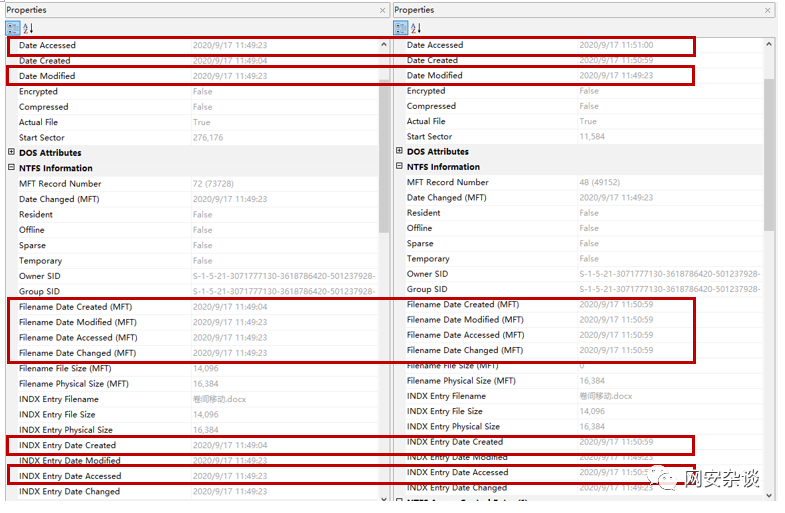 Properties
Date Accessed 2020/9/17 11:49:23
Date Created 2020/9/17 11:49:04
Date Modified 2020/9/17 11:49:23
Encrypted False
Compressed False
Actual File True
Start Sector 276,176
DOS Attributes
NTFS Information
MFT Record Number 72 (73728)
Date Changed (MFT) 2020/9/17 11:49:23
Resident False
Offline False
Sparse False
Temporary False
Owner SID S-1-5-21-3071777130-3618786420-501237928-
Group SID S-1-5-21-3071777130-3618786420-501237928-
Filename Date Created (MFT) 2020/9/17 11:49:04
Filename Date Modified (MFT) 2020/9/17 11:49:23
Filename Date Accessed (MFT) 2020/9/17 11:49:23
Filename Date Changed (MFT) 2020/9/17 11:49:23
Filename File Size (MFT) 14,096
Filename Physical Size (MFT) 16,384
INDX Entry Filename 卷间移动.docx
INDX Entry File Size 14,096
INDX Entry Physical Size 16,384
INDX Entry Date Created 2020/9/17 11:49:04
INDX Entry Date Modified 2020/9/17 11:49:23
INDX Entry Date Accessed 2020/9/17 11:49:23
INDX Entry Date Changed 2020/9/17 11:49:23
Properties
Date Accessed 2020/9/17 11:51:00
Date Created 2020/9/17 11:50:59
Date Modified 2020/9/17 11:49:23
Encrypted False
Compressed False
Actual File True
Start Sector 11,584
DOS Attributes
NTFS Information
MFT Record Number 48 (49152)
Date Changed (MFT) 2020/9/17 11:49:23
Resident False
Offline False
Sparse False
Temporary False
Owner SID S-1-5-21-3071777130-3618786420-501237928-
Group SID S-1-5-21-3071777130-3618786420-501237928-
Filename Date Created (MFT) 2020/9/17 11:50:59
Filename Date Modified (MFT) 2020/9/17 11:50:59
Filename Date Accessed (MFT) 2020/9/17 11:50:59
Filename Date Changed (MFT) 2020/9/17 11:50:59
Filename File Size (MFT) 0
Filename Physical Size (MFT) 16,384
INDX Entry Filename 卷间移动.docx
INDX Entry File Size 14,096
INDX Entry Physical Size 16,384
INDX Entry Date Created 2020/9/17 11:50:59
INDX Entry Date Modified 2020/9/17 11:49:23
INDX Entry Date Accessed 2020/9/17
INDX Entry Date Changed 2020/9/17 11:49:23
网安杂谈